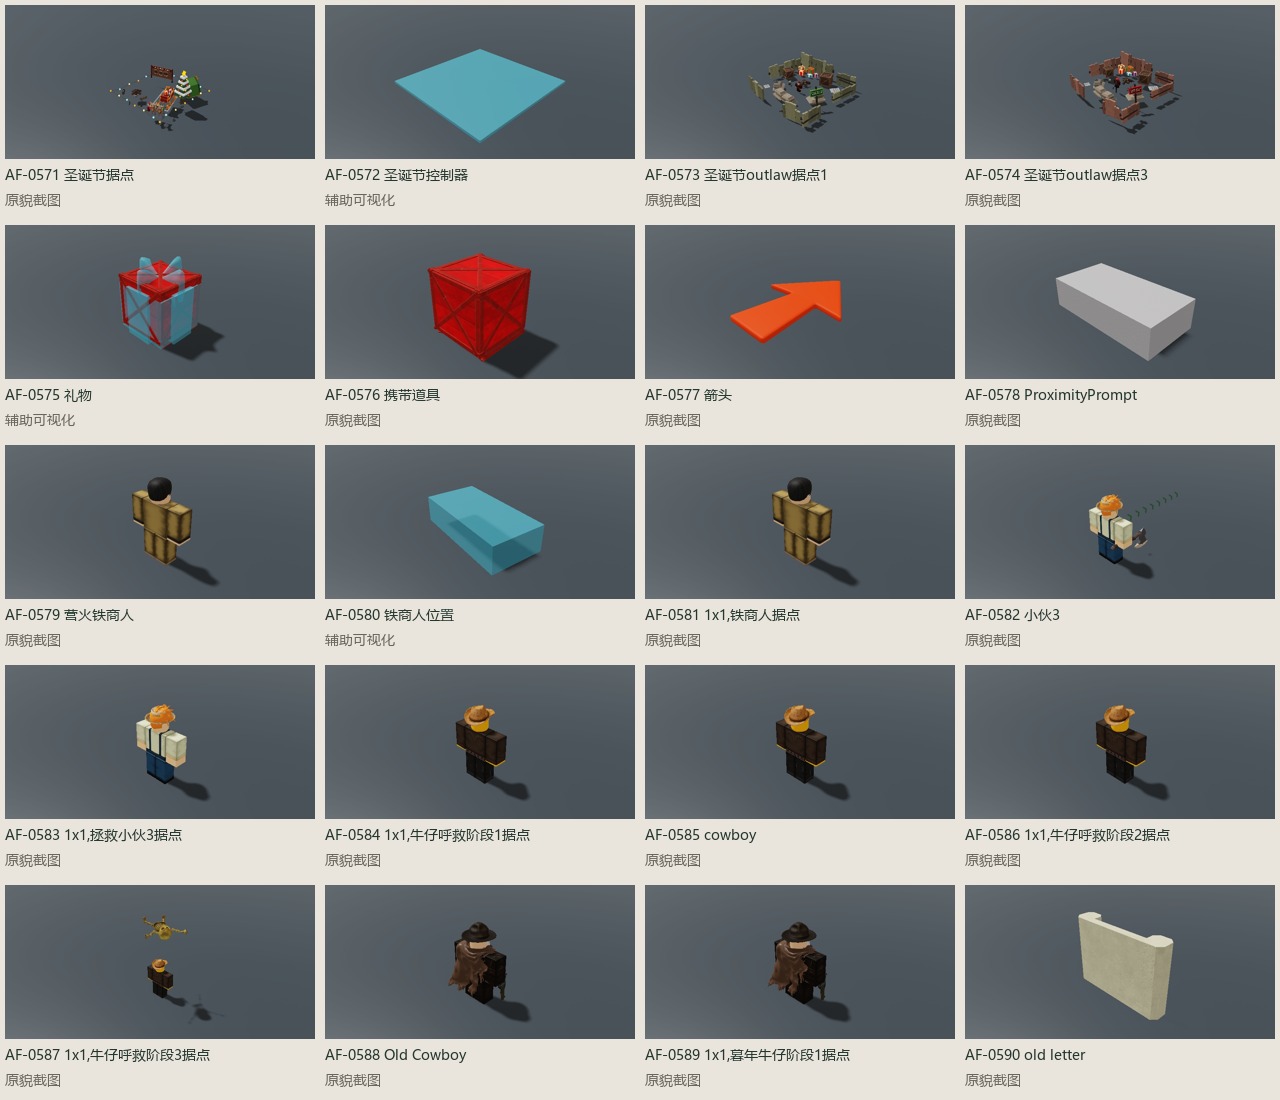 AF-0571 圣诞节据点
原貌截图
AF-0572 圣诞节控制器
辅助可视化
AF-0573 圣诞节outlaw据点1
原貌截图
AF-0574 圣诞节outlaw据点3
原貌截图
AF-0575 礼物
辅助可视化
AF-0576 携带道具
原貌截图
AF-0577 箭头
原貌截图
AF-0578 ProximityPrompt
原貌截图
AF-0579 营火铁商人
原貌截图
AF-0580 铁商人位置
辅助可视化
AF-0581 1x1,铁商人据点
原貌截图
AF-0582 小伙3
原貌截图
AF-0583 1x1,拯救小伙3据点
原貌截图
AF-0584 1x1,牛仔呼救阶段1据点
原貌截图
AF-0585 cowboy
原貌截图
AF-0586 1x1,牛仔呼救阶段2据点
原貌截图
AF-0587 1x1,牛仔呼救阶段3据点
原貌截图
AF-0588 Old Cowboy
原貌截图
AF-0589 1x1,暮年牛仔阶段1据点
原貌截图
AF-0590 old letter
原貌截图